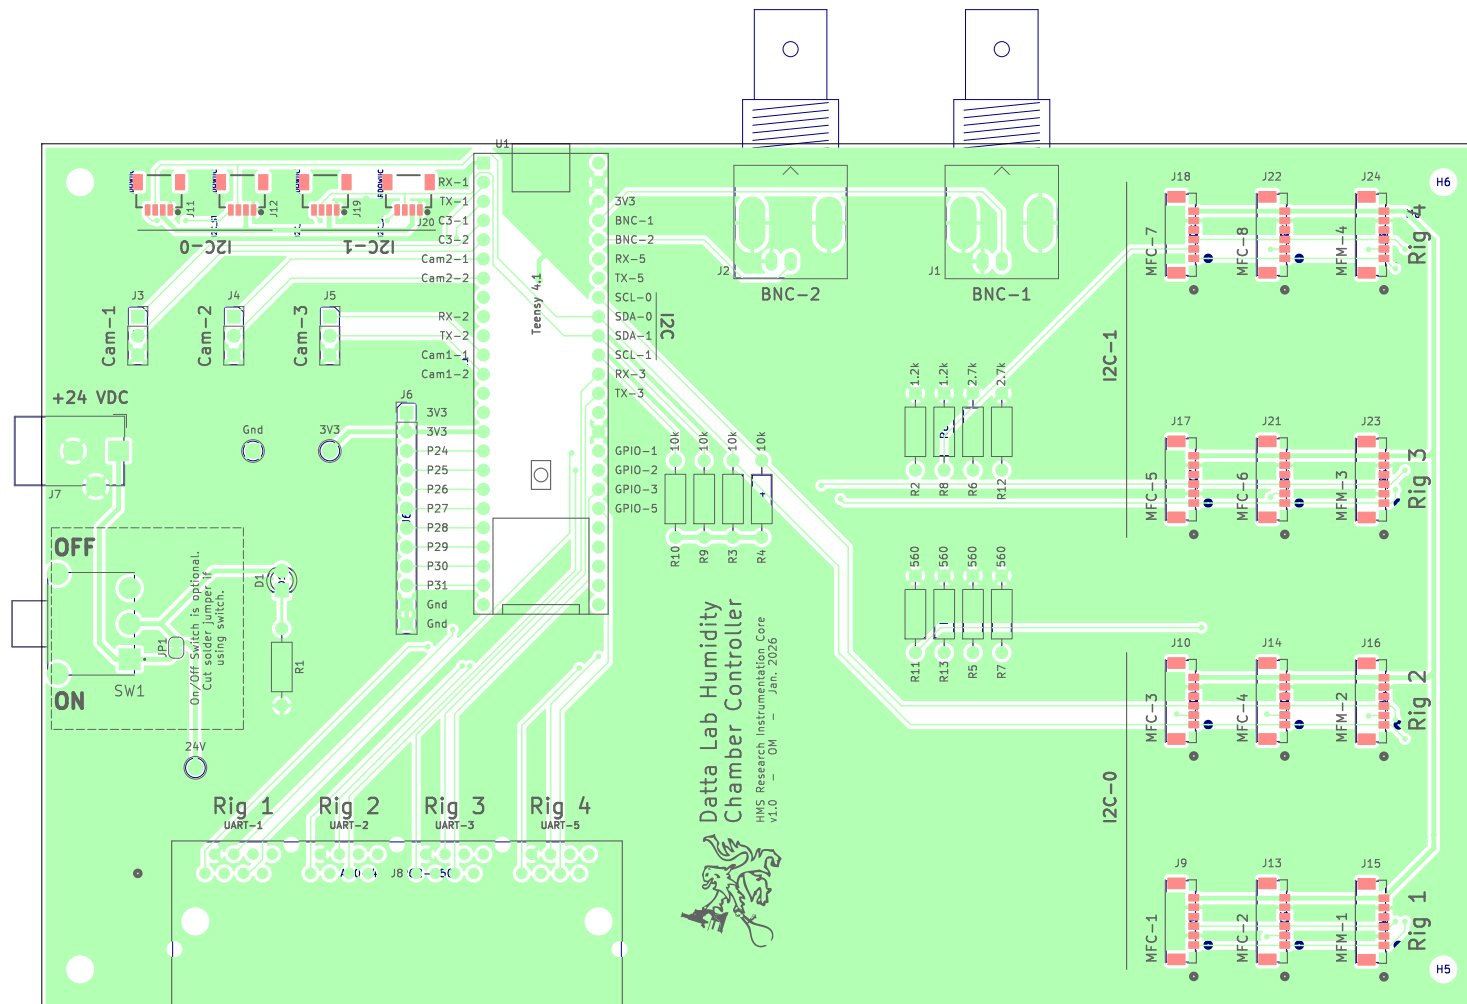 U1
RX-1
TX-1
C3-1
C3-2
Cam2-1
Cam2-2
RX-2
TX-2
Cam1-1
Cam1-2
3V3
3V3
P24
P25
P26
P27
P28
P29
P30
P31
Gnd
Gnd
3V3
BNC-1
BNC-2
RX-5
TX-5
SCL-0
SDA-0
SDA-1
SCL-1
RX-3
TX-3
GPIO-1
GPIO-2
GPIO-3
GPIO-5
Teensy 4.1
I2C
J11
J12
J19
J20
I2C-0
I2C-1
J3
J4
J5
Cam-1
Cam-2
Cam-3
+24 VDC
J7
Gnd
3V3
J6
J6
OFF
ON
SW1
JP1
On/Off Switch is optional.
Cut solder jumper if
using switch.
D1
R1
24V
J2
BNC-2
J1
BNC-1
10k
10k
10k
10k
R10
R9
R3
R4
1.2k
1.2k
2.7k
2.7k
R2
R8
R6
R12
560
560
560
560
R11
R13
R5
R7
Datta Lab Humidity
Chamber Controller
HMS Research Instrumentation Core
v1.0 – OM – Jan. 2026
Rig 1
UART-1
Rig 2
UART-2
Rig 3
UART-3
Rig 4
UART-5
J8
H6
J18
J22
J24
MFC-7
MFC-8
MFM-4
Rig 4
I2C-1
J17
J21
J23
MFC-5
MFC-6
MFM-3
Rig 3
J10
J14
J16
MFC-3
MFC-4
MFM-2
Rig 2
I2C-0
J9
J13
J15
MFC-1
MFC-2
MFM-1
Rig 1
H5